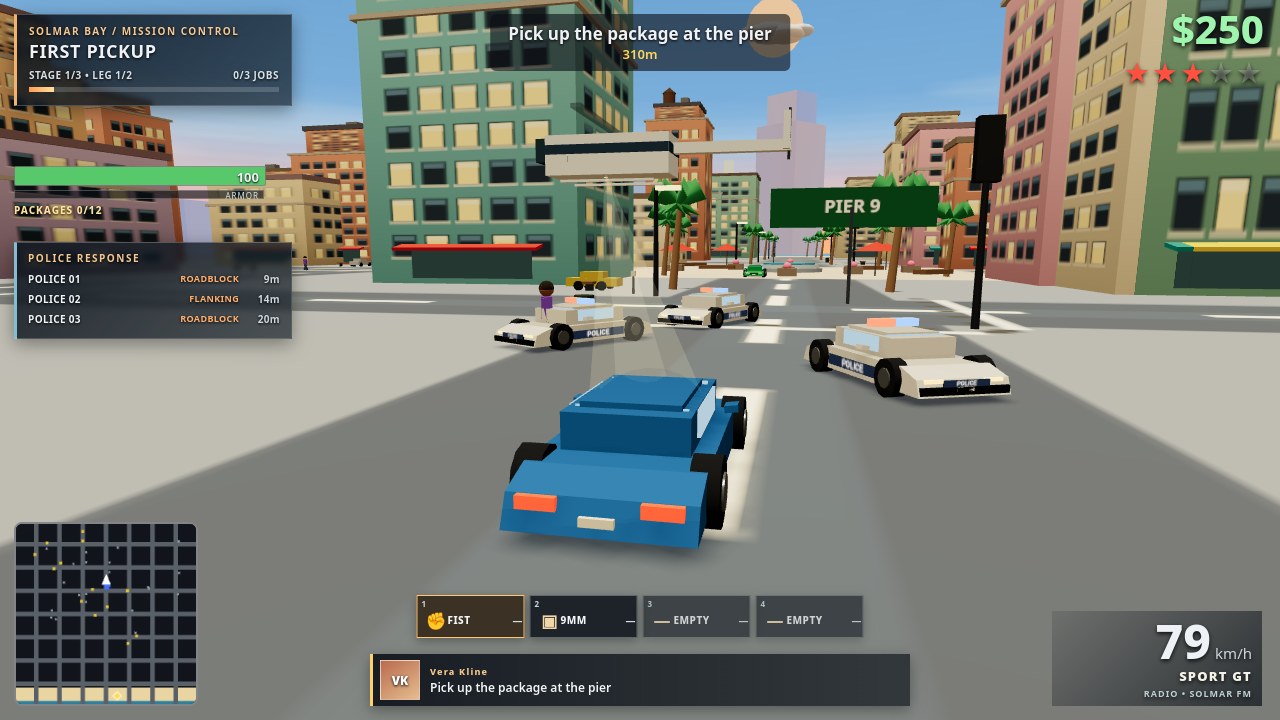 SOLMAR BAY / MISSION CONTROL
FIRST PICKUP
STAGE 1/3 • LEG 1/2 0/3 JOBS
Pick up the package at the pier
310m
$250
100
ARMOR
PACKAGES 0/12
POLICE RESPONSE
POLICE 01 ROADBLOCK 9m
POLICE 02 FLANKING 14m
POLICE 03 ROADBLOCK 20m
PIER 9
POLICE
POLICE
POLICE
1 FIST —
2 9MM —
3 — EMPTY —
4 — EMPTY —
VK
Vera Kline
Pick up the package at the pier
79 km/h
SPORT GT
RADIO • SOLMAR FM